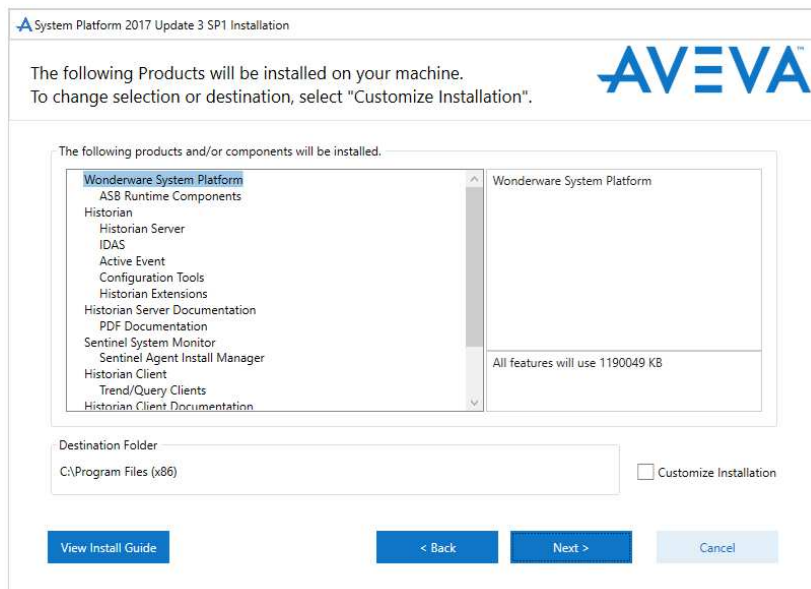 System Platform 2017 Update 3 SP1 Installation
The following Products will be installed on your machine.
To change selection or destination, select "Customize Installation".
AVEVA™
The following products and/or components will be installed.
Wonderware System Platform
ASB Runtime Components
Historian
Historian Server
IDAS
Active Event
Configuration Tools
Historian Extensions
Historian Server Documentation
PDF Documentation
Sentinel System Monitor
Sentinel Agent Install Manager
Historian Client
Trend/Query Clients
Historian Client Documentation
Wonderware System Platform
All features will use 1190049 KB
Destination Folder
C:\Program Files (x86)
Customize Installation
View Install Guide
< Back
Next >
Cancel